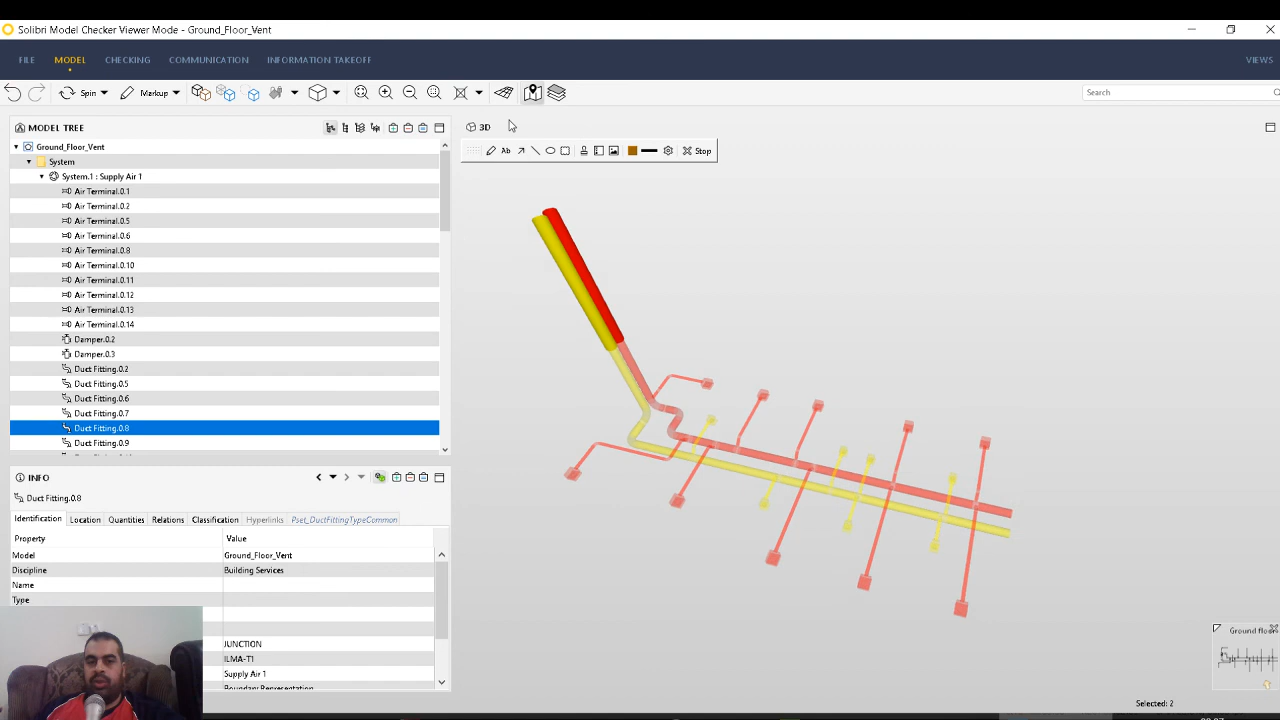 Solibri Model Checker Viewer Mode - Ground_Floor_Vent
FILE MODEL CHECKING COMMUNICATION INFORMATION TAKEOFF VIEWS
Spin Markup Search
MODEL TREE
3D
Ground_Floor_Vent
Ab Stop
System
System.1 : Supply Air 1
Air Terminal.0.1
Air Terminal.0.2
Air Terminal.0.5
Air Terminal.0.6
Air Terminal.0.8
Air Terminal.0.10
Air Terminal.0.11
Air Terminal.0.12
Air Terminal.0.13
Air Terminal.0.14
Damper.0.2
Damper.0.3
Duct Fitting.0.2
Duct Fitting.0.5
Duct Fitting.0.6
Duct Fitting.0.7
Duct Fitting.0.8
Duct Fitting.0.9
INFO
Duct Fitting.0.8
Identification Location Quantities Relations Classification Hyperlinks Pset_DuctFittingTypeCommon
Property Value
Model Ground_Floor_Vent
Discipline Building Services
Name
Type
JUNCTION
ILMA-T1
Supply Air 1
Boundary Representation
Ground floor
Selected: 2